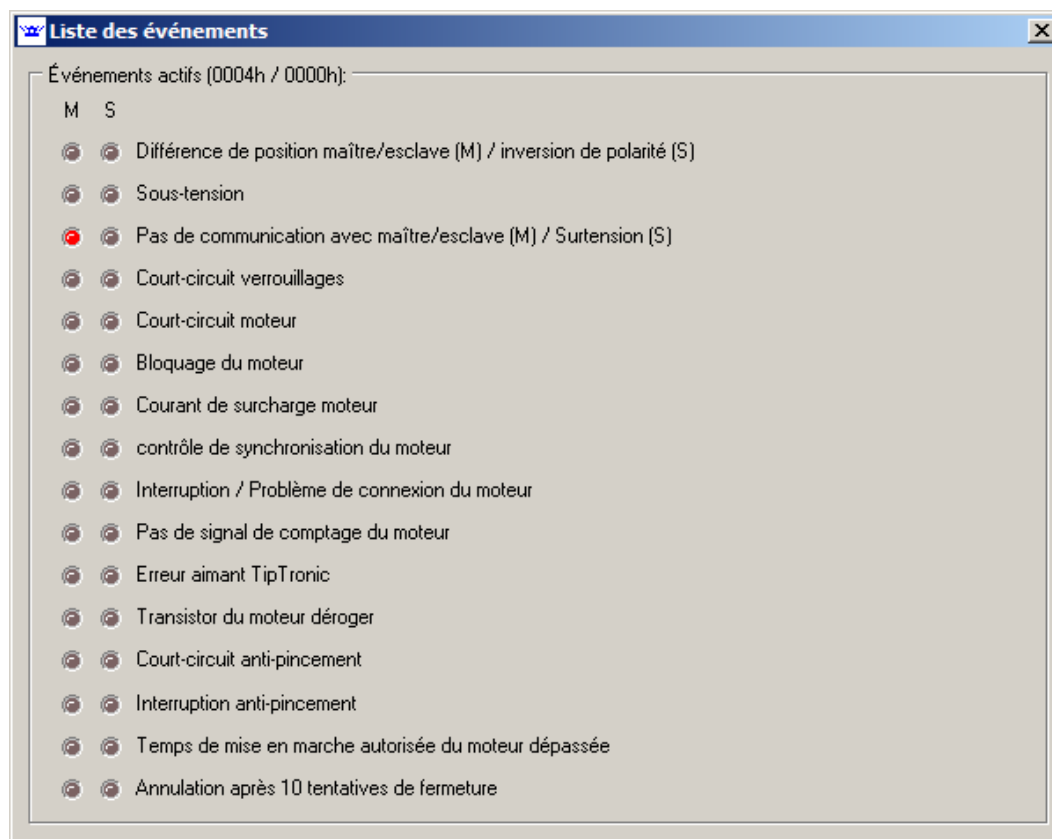 Liste des événements
Événements actifs (0004h / 0000h):
M S
Différence de position maître/esclave (M) / inversion de polarité (S)
Sous-tension
Pas de communication avec maître/esclave (M) / Surtension (S)
Court-circuit verrouillages
Court-circuit moteur
Bloquage du moteur
Courant de surcharge moteur
contrôle de synchronisation du moteur
Interruption / Problème de connexion du moteur
Pas de signal de comptage du moteur
Erreur aimant TipTronic
Transistor du moteur déroger
Court-circuit anti-pincement
Interruption anti-pincement
Temps de mise en marche autorisée du moteur dépassée
Annulation après 10 tentatives de fermeture